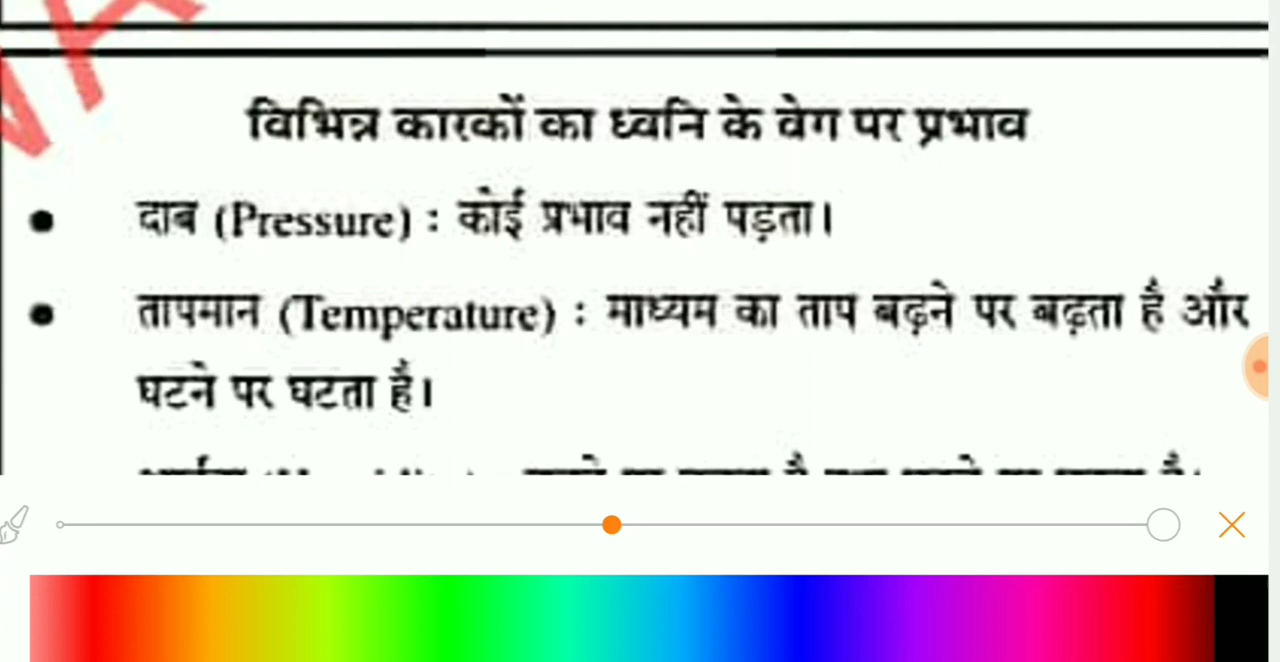 विभिन्न कारकों का ध्वनि के वेग पर प्रभाव
• दाब (Pressure) : कोई प्रभाव नहीं पड़ता।
• तापमान (Temperature) : माध्यम का ताप बढ़ने पर बढ़ता है और
घटने पर घटता है।